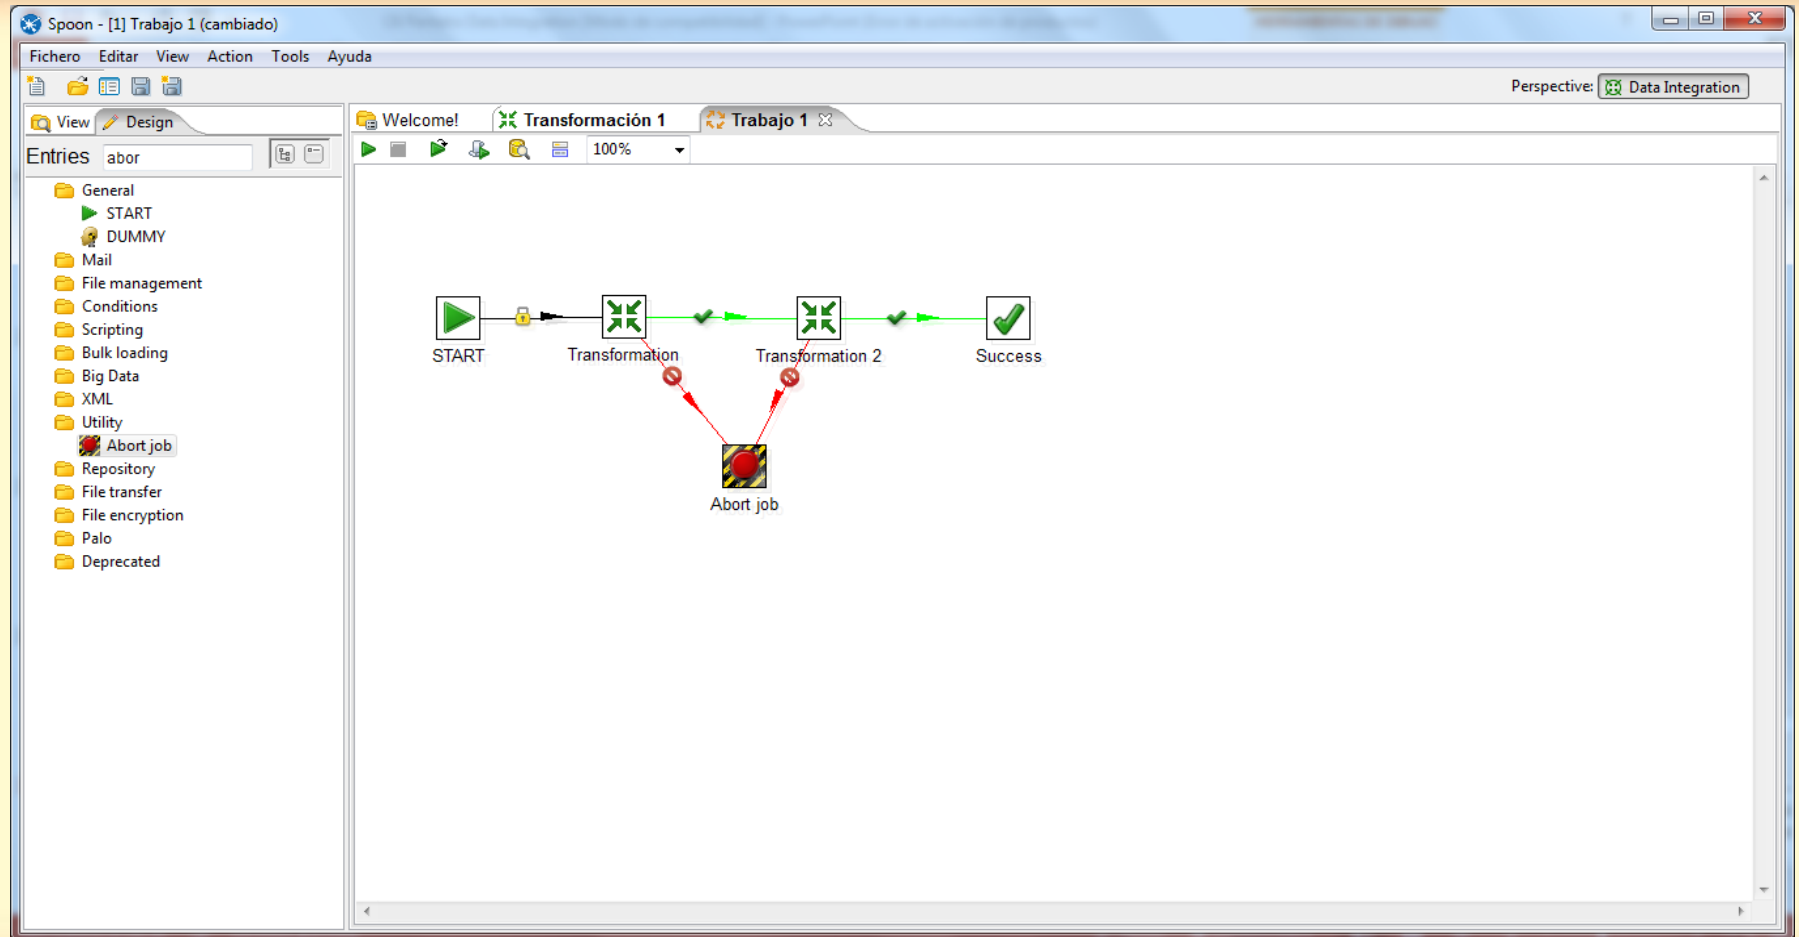 Spoon - [1] Trabajo 1 (cambiado)
Fichero Editar View Action Tools Ayuda
Perspective: Data Integration
View Design
Welcome! Transformación 1 Trabajo 1
Entries abor
100%
General
START
DUMMY
Mail
File management
Conditions
Scripting
Bulk loading
Big Data
XML
Utility
Abort job
Repository
File transfer
File encryption
Palo
Deprecated
START Transformation Transformation 2 Success
Abort job